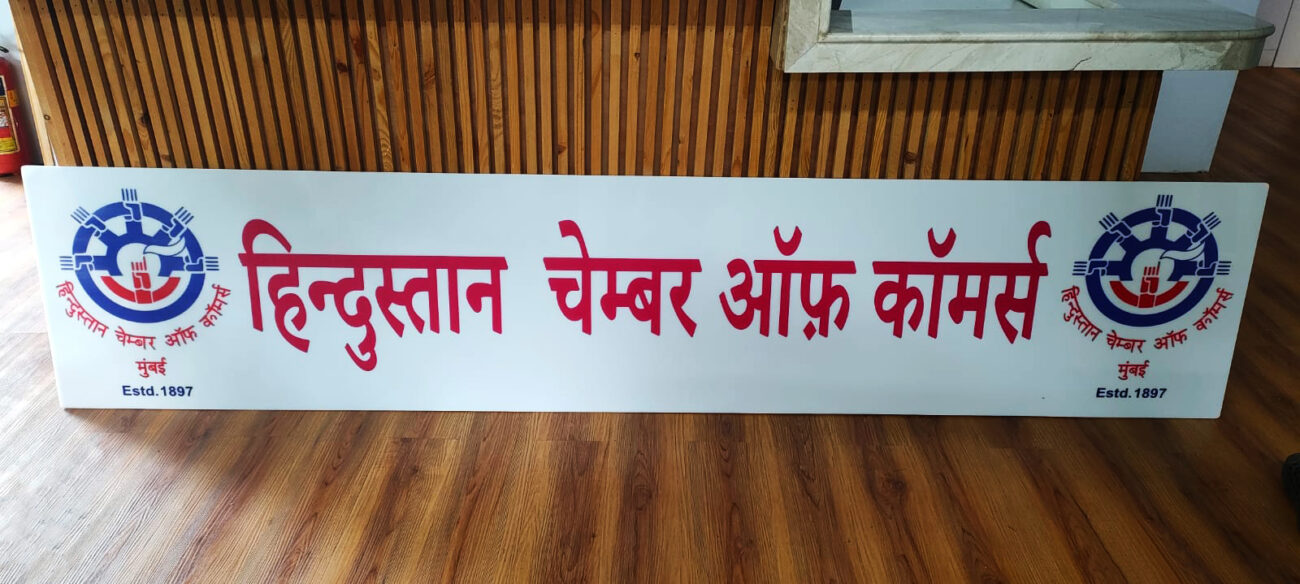 हिन्दुस्तान चेम्बर ऑफ कॉमर्स
मुंबई
Estd. 1897
हिन्दुस्तान चेम्बर ऑफ़ कॉमर्स
हिन्दुस्तान चेम्बर ऑफ कॉमर्स
मुंबई
Estd. 1897